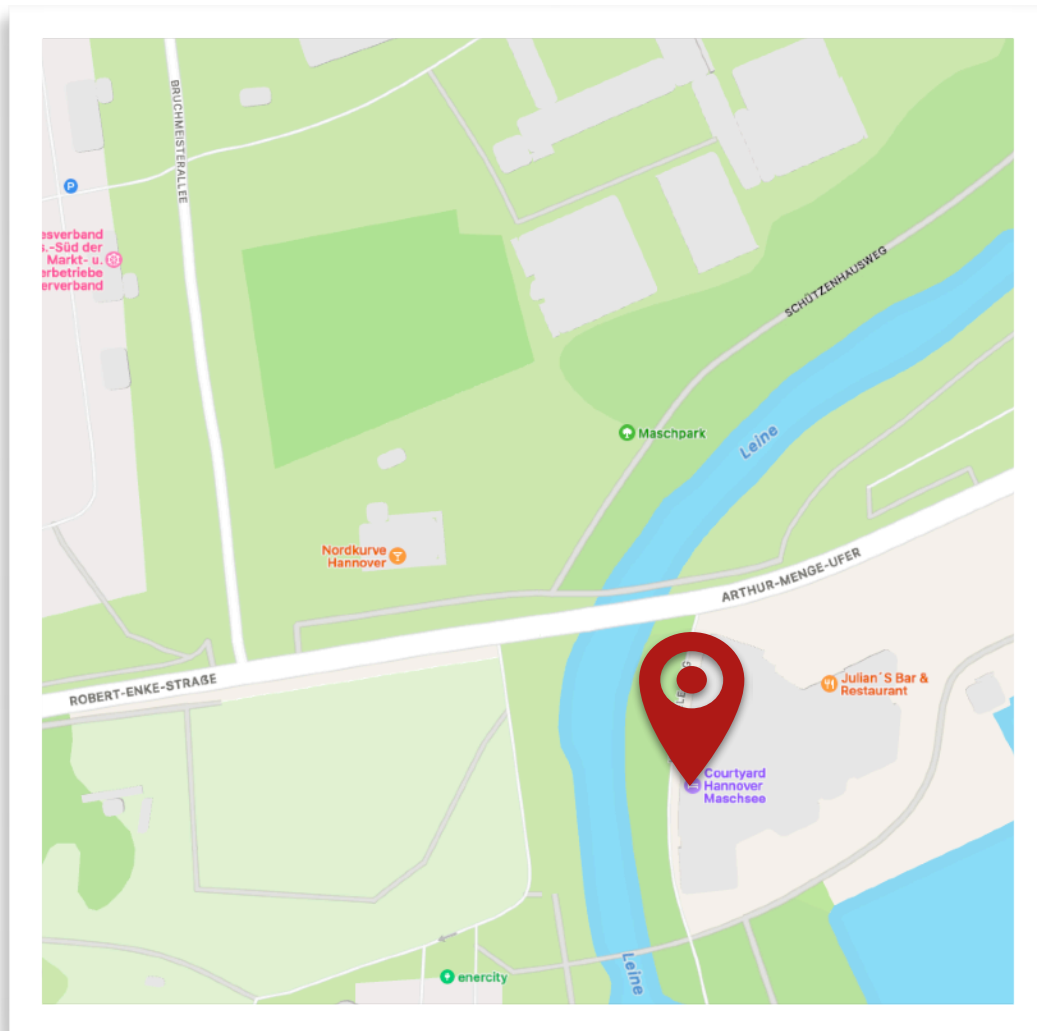 BRUCHMEISTERALLEE
P
esverband
s.-Süd der
Markt- u.
erbetriebe
erverband
SCHÜTZENHAUSWEG
Maschpark
Leine
Nordkurve
Hannover
ARTHUR-MENGE-UFER
ROBERT-ENKE-STRAẞE
Julian´S Bar &
Restaurant
Courtyard
Hannover
Maschsee
enercity
Leine